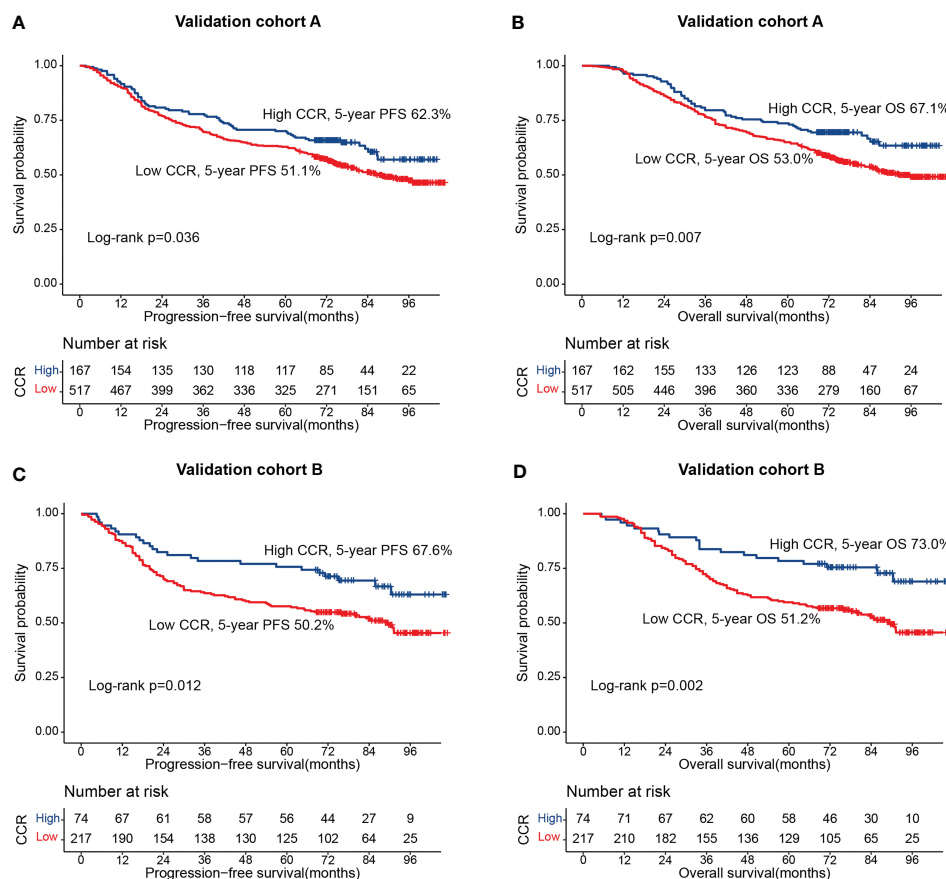 A
Validation cohort A
Survival probability
1.00
0.75
0.50
0.25
0.00
High CCR, 5-year PFS 62.3%
Low CCR, 5-year PFS 51.1%
Log-rank p=0.036
0 12 24 36 48 60 72 84 96
Progression-free survival(months)
Number at risk
CCR
High 167 154 135 130 118 117 85 44 22
Low 517 467 399 362 336 325 271 151 65
0 12 24 36 48 60 72 84 96
Progression-free survival(months)
B
Validation cohort A
Survival probability
1.00
0.75
0.50
0.25
0.00
High CCR, 5-year OS 67.1%
Low CCR, 5-year OS 53.0%
Log-rank p=0.007
0 12 24 36 48 60 72 84 96
Overall survival(months)
Number at risk
CCR
High 167 162 155 133 126 123 88 47 24
Low 517 505 446 396 360 336 279 160 67
0 12 24 36 48 60 72 84 96
Overall survival(months)
C
Validation cohort B
Survival probability
1.00
0.75
0.50
0.25
0.00
High CCR, 5-year PFS 67.6%
Low CCR, 5-year PFS 50.2%
Log-rank p=0.012
0 12 24 36 48 60 72 84 96
Progression-free survival(months)
Number at risk
CCR
High 74 67 61 58 57 56 44 27 9
Low 217 190 154 138 130 125 102 64 25
0 12 24 36 48 60 72 84 96
Progression-free survival(months)
D
Validation cohort B
Survival probability
1.00
0.75
0.50
0.25
0.00
High CCR, 5-year OS 73.0%
Low CCR, 5-year OS 51.2%
Log-rank p=0.002
0 12 24 36 48 60 72 84 96
Overall survival(months)
Number at risk
CCR
High 74 71 67 62 60 58 46 30 10
Low 217 210 182 155 136 129 105 65 25
0 12 24 36 48 60 72 84 96
Overall survival(months)